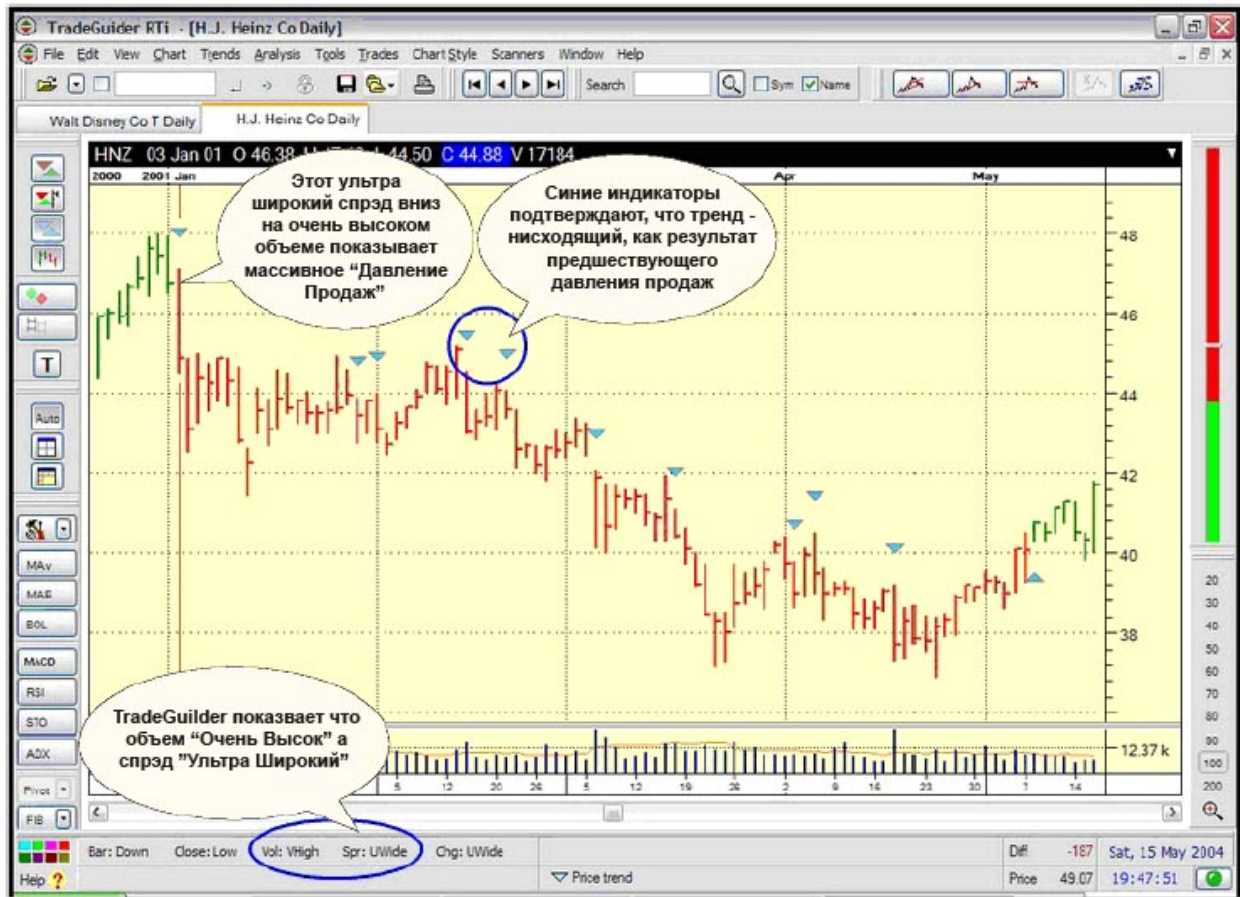 TradeGuider RTi - [H.J. Heinz Co Daily]
File Edit View Chart Trends Analysis Tools Trades Chart Style Scanners Window Help
Search Sym Name
Walt Disney Co T Daily H.J. Heinz Co Daily
HNZ 03 Jan 01 O 46.38 44.50 C 44.88 V 17184
2000 2001 Jan Apr May
Этот ультра
широкий спрэд вниз
на очень высоком
объеме показывает
массивное “Давление
Продаж”
Синие индикаторы
подтверждают, что тренд -
нисходящий, как результат
предшествующего
давления продаж
48
46
44
42
40
38
T
Auto
MAv
MAE
BOL
MACD
RSI
STO
ADX
Pivot
FIB
TradeGuilder показвает что
объем “Очень Высок” а
спрэд ”Ультра Широкий”
12.37 k
5 12 20 26 5 12 19 26 2 9 16 23 30 7 14
20
30
40
50
60
70
80
90
100
200
Bar: Down Close: Low Vol: VHigh Spr: UWide Chg: UWide Diff -187 Sat, 15 May 2004
Help Price trend Price 49.07 19:47:51